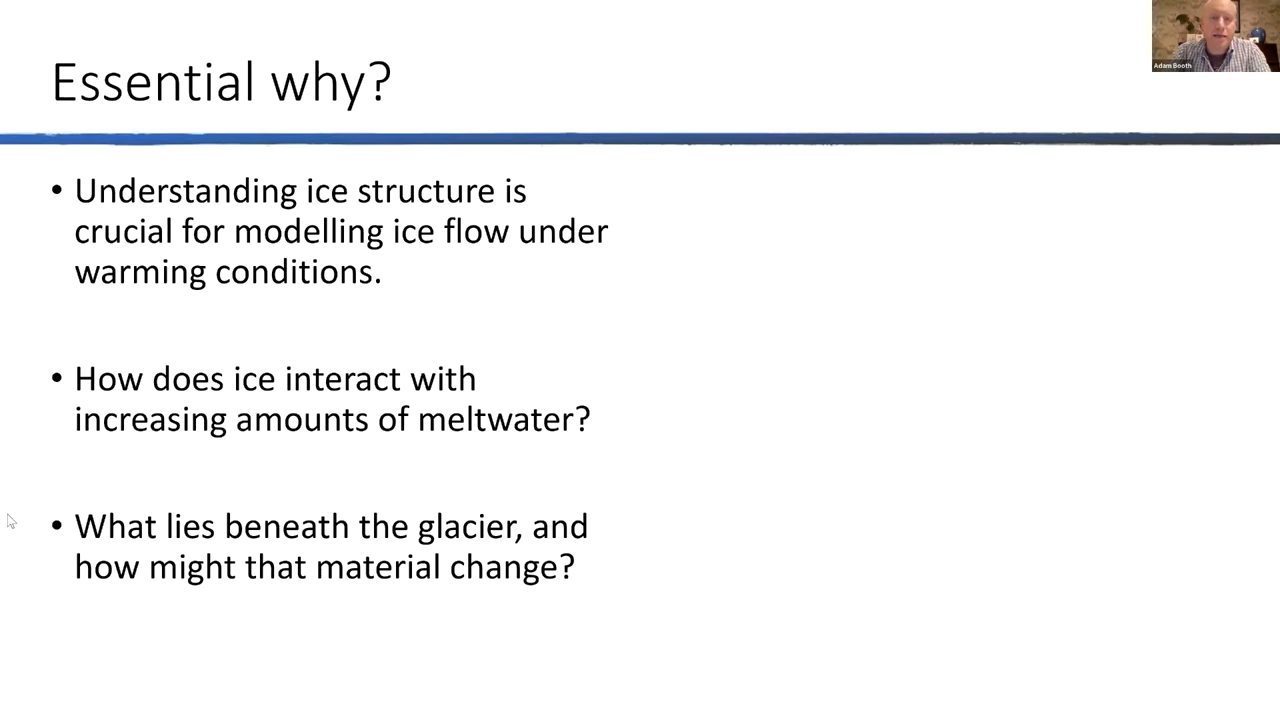 Essential why?
Adam Booth
• Understanding ice structure is
crucial for modelling ice flow under
warming conditions.
• How does ice interact with
increasing amounts of meltwater?
• What lies beneath the glacier, and
how might that material change?